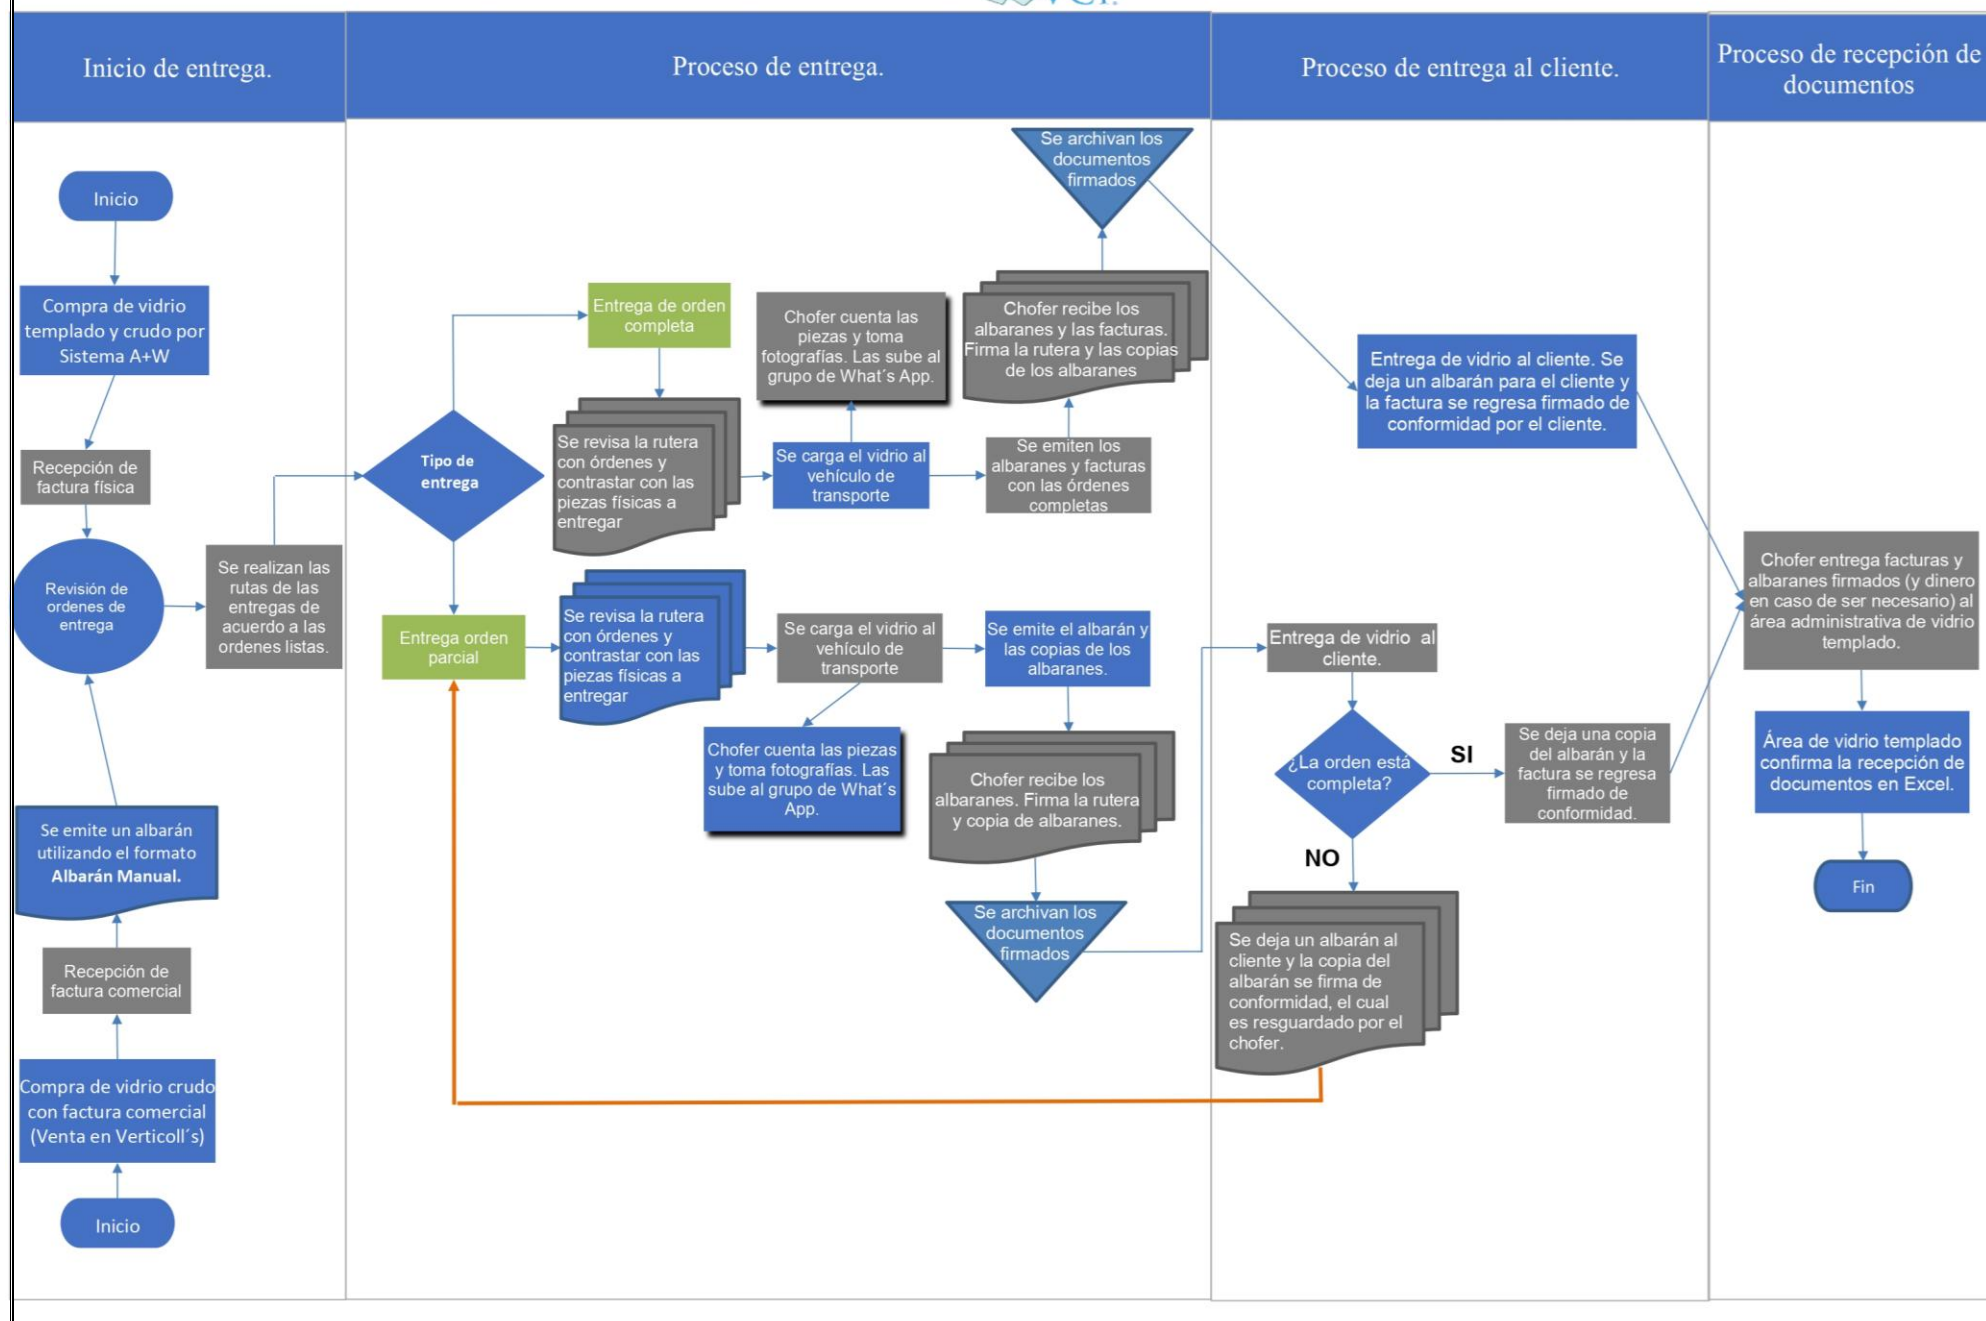 VCI.
Inicio de entrega.
Proceso de entrega.
Proceso de entrega al cliente.
Proceso de recepción de
documentos
Inicio
Compra de vidrio
templado y crudo por
Sistema A+W
Recepción de
factura física
Revisión de
ordenes de
entrega
Se realizan las
rutas de las
entregas de
acuerdo a las
ordenes listas.
Se emite un albarán
utilizando el formato
Albarán Manual.
Recepción de
factura comercial
Compra de vidrio crudo
con factura comercial
(Venta en Verticoll´s)
Inicio
Tipo de
entrega
Entrega de orden
completa
Se revisa la rutera
con órdenes y
contrastar con las
piezas físicas a
entregar
Chofer cuenta las
piezas y toma
fotografías. Las sube al
grupo de What´s App.
Se carga el vidrio al
vehículo de
transporte
Se emiten los
albaranes y facturas
con las órdenes
completas
Chofer recibe los
albaranes y las facturas.
Firma la rutera y las copias
de los albaranes
Se archivan los
documentos
firmados
Entrega orden
parcial
Se revisa la rutera
con órdenes y
contrastar con las
piezas físicas a
entregar
Se carga el vidrio al
vehículo de
transporte
Chofer cuenta las piezas
y toma fotografías. Las
sube al grupo de What´s
App.
Se emite el albarán y
las copias de los
albaranes.
Chofer recibe los
albaranes. Firma la rutera
y copia de albaranes.
Se archivan los
documentos
firmados
Entrega de vidrio al cliente. Se
deja un albarán para el cliente y
la factura se regresa firmado de
conformidad por el cliente.
Entrega de vidrio al
cliente.
¿La orden está
completa?
SI
NO
Se deja una copia
del albarán y la
factura se regresa
firmado de
conformidad.
Se deja un albarán al
cliente y la copia del
albarán se firma de
conformidad, el cual
es resguardado por el
chofer.
Chofer entrega facturas y
albaranes firmados (y dinero
en caso de ser necesario) al
área administrativa de vidrio
templado.
Área de vidrio templado
confirma la recepción de
documentos en Excel.
Fin